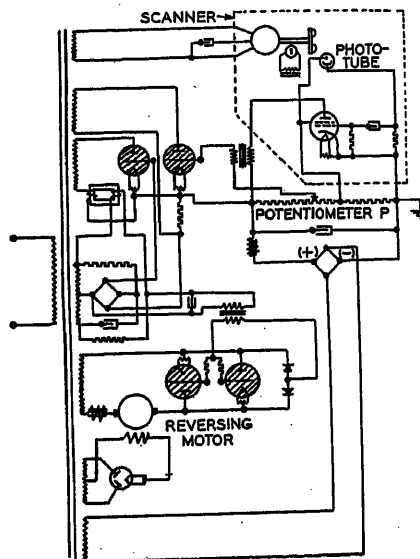 SCANNER
PHOTO-
TUBE
POTENTIOMETER P
(+) (-)
REVERSING
MOTOR